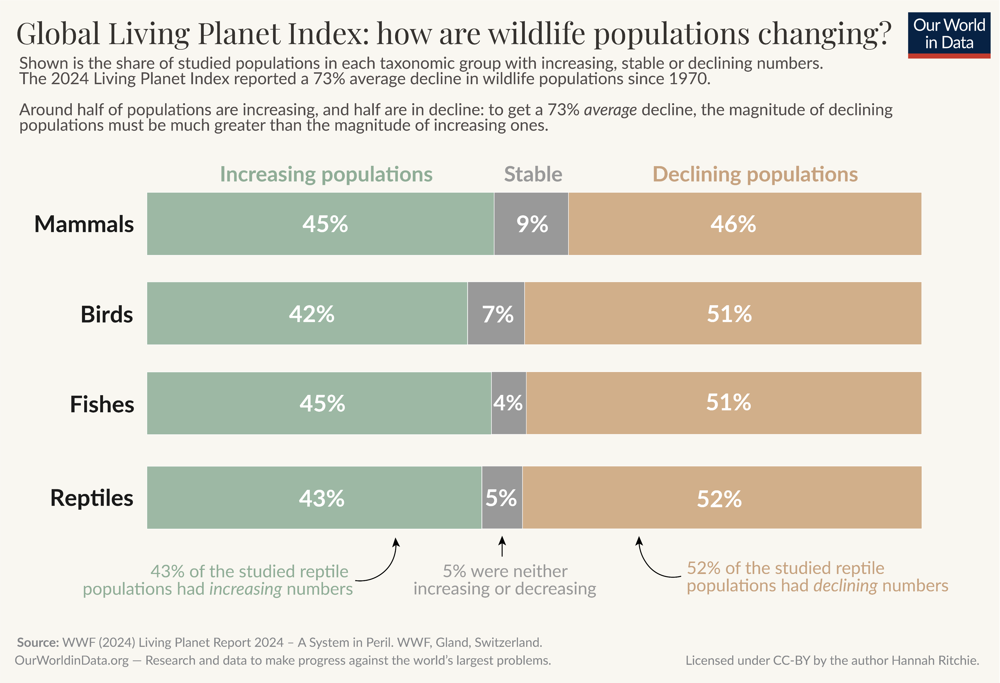 Global Living Planet Index: how are wildlife populations changing?
Our World
in Data
Shown is the share of studied populations in each taxonomic group with increasing, stable or declining numbers.
The 2024 Living Planet Index reported a 73% average decline in wildlife populations since 1970.
Around half of populations are increasing, and half are in decline: to get a 73% average decline, the magnitude of declining
populations must be much greater than the magnitude of increasing ones.
Increasing populations Stable Declining populations
Mammals 45% 9% 46%
Birds 42% 7% 51%
Fishes 45% 4% 51%
Reptiles 43% 5% 52%
43% of the studied reptile
populations had increasing numbers
5% were neither
increasing or decreasing
52% of the studied reptile
populations had declining numbers
Source: WWF (2024) Living Planet Report 2024 – A System in Peril. WWF, Gland, Switzerland.
OurWorldinData.org — Research and data to make progress against the world's largest problems.
Licensed under CC-BY by the author Hannah Ritchie.